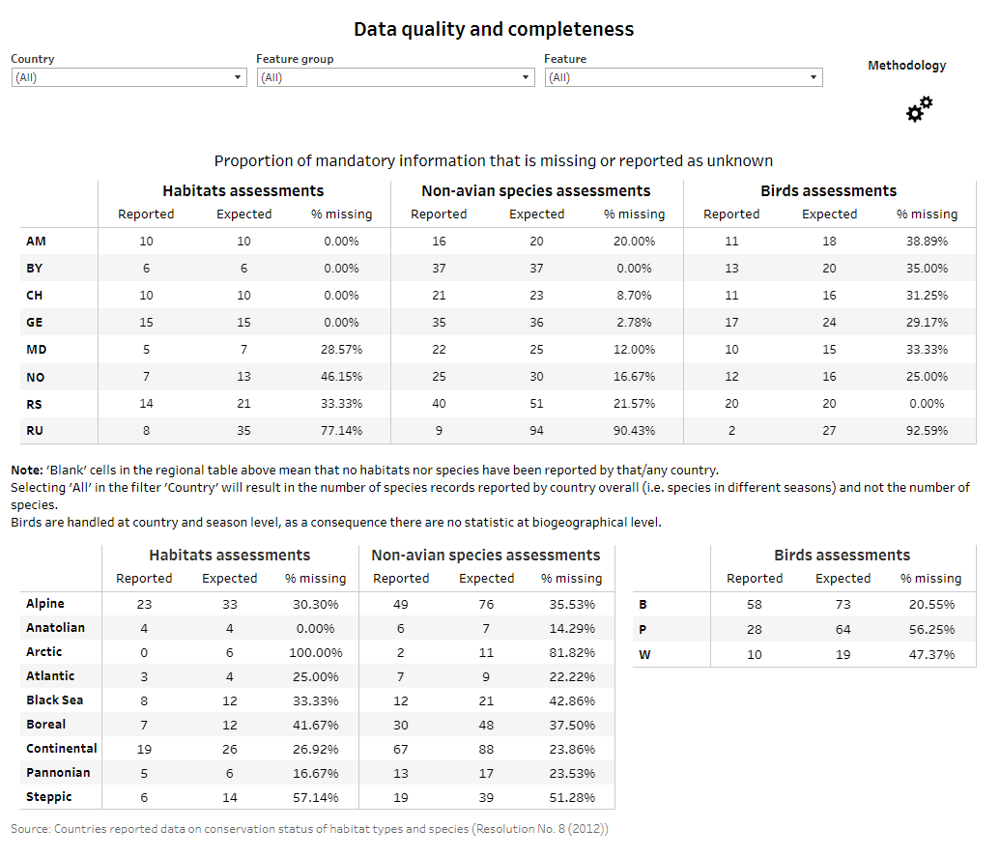 Data quality and completeness
Country Feature group Feature Methodology
(All) (All) (All)
Proportion of mandatory information that is missing or reported as unknown
Habitats assessments Non-avian species assessments Birds assessments
Reported Expected % missing Reported Expected % missing Reported Expected % missing
AM 10 10 0.00% 16 20 20.00% 11 18 38.89%
BY 6 6 0.00% 37 37 0.00% 13 20 35.00%
CH 10 10 0.00% 21 23 8.70% 11 16 31.25%
GE 15 15 0.00% 35 36 2.78% 17 24 29.17%
MD 5 7 28.57% 22 25 12.00% 10 15 33.33%
NO 7 13 46.15% 25 30 16.67% 12 16 25.00%
RS 14 21 33.33% 40 51 21.57% 20 20 0.00%
RU 8 35 77.14% 9 94 90.43% 2 27 92.59%
Note: 'Blank' cells in the regional table above mean that no habitats nor species have been reported by that/any country.
Selecting 'All' in the filter 'Country' will result in the number of species records reported by country overall (i.e. species in different seasons) and not the number of
species.
Birds are handled at country and season level, as a consequence there are no statistic at biogeographical level.
Habitats assessments Non-avian species assessments
Reported Expected % missing Reported Expected % missing
Alpine 23 33 30.30% 49 76 35.53%
Anatolian 4 4 0.00% 6 7 14.29%
Arctic 0 6 100.00% 2 11 81.82%
Atlantic 3 4 25.00% 7 9 22.22%
Black Sea 8 12 33.33% 12 21 42.86%
Boreal 7 12 41.67% 30 48 37.50%
Continental 19 26 26.92% 67 88 23.86%
Pannonian 5 6 16.67% 13 17 23.53%
Steppic 6 14 57.14% 19 39 51.28%
Birds assessments
Reported Expected % missing
B 58 73 20.55%
P 28 64 56.25%
W 10 19 47.37%
Source: Countries reported data on conservation status of habitat types and species (Resolution No. 8 (2012))